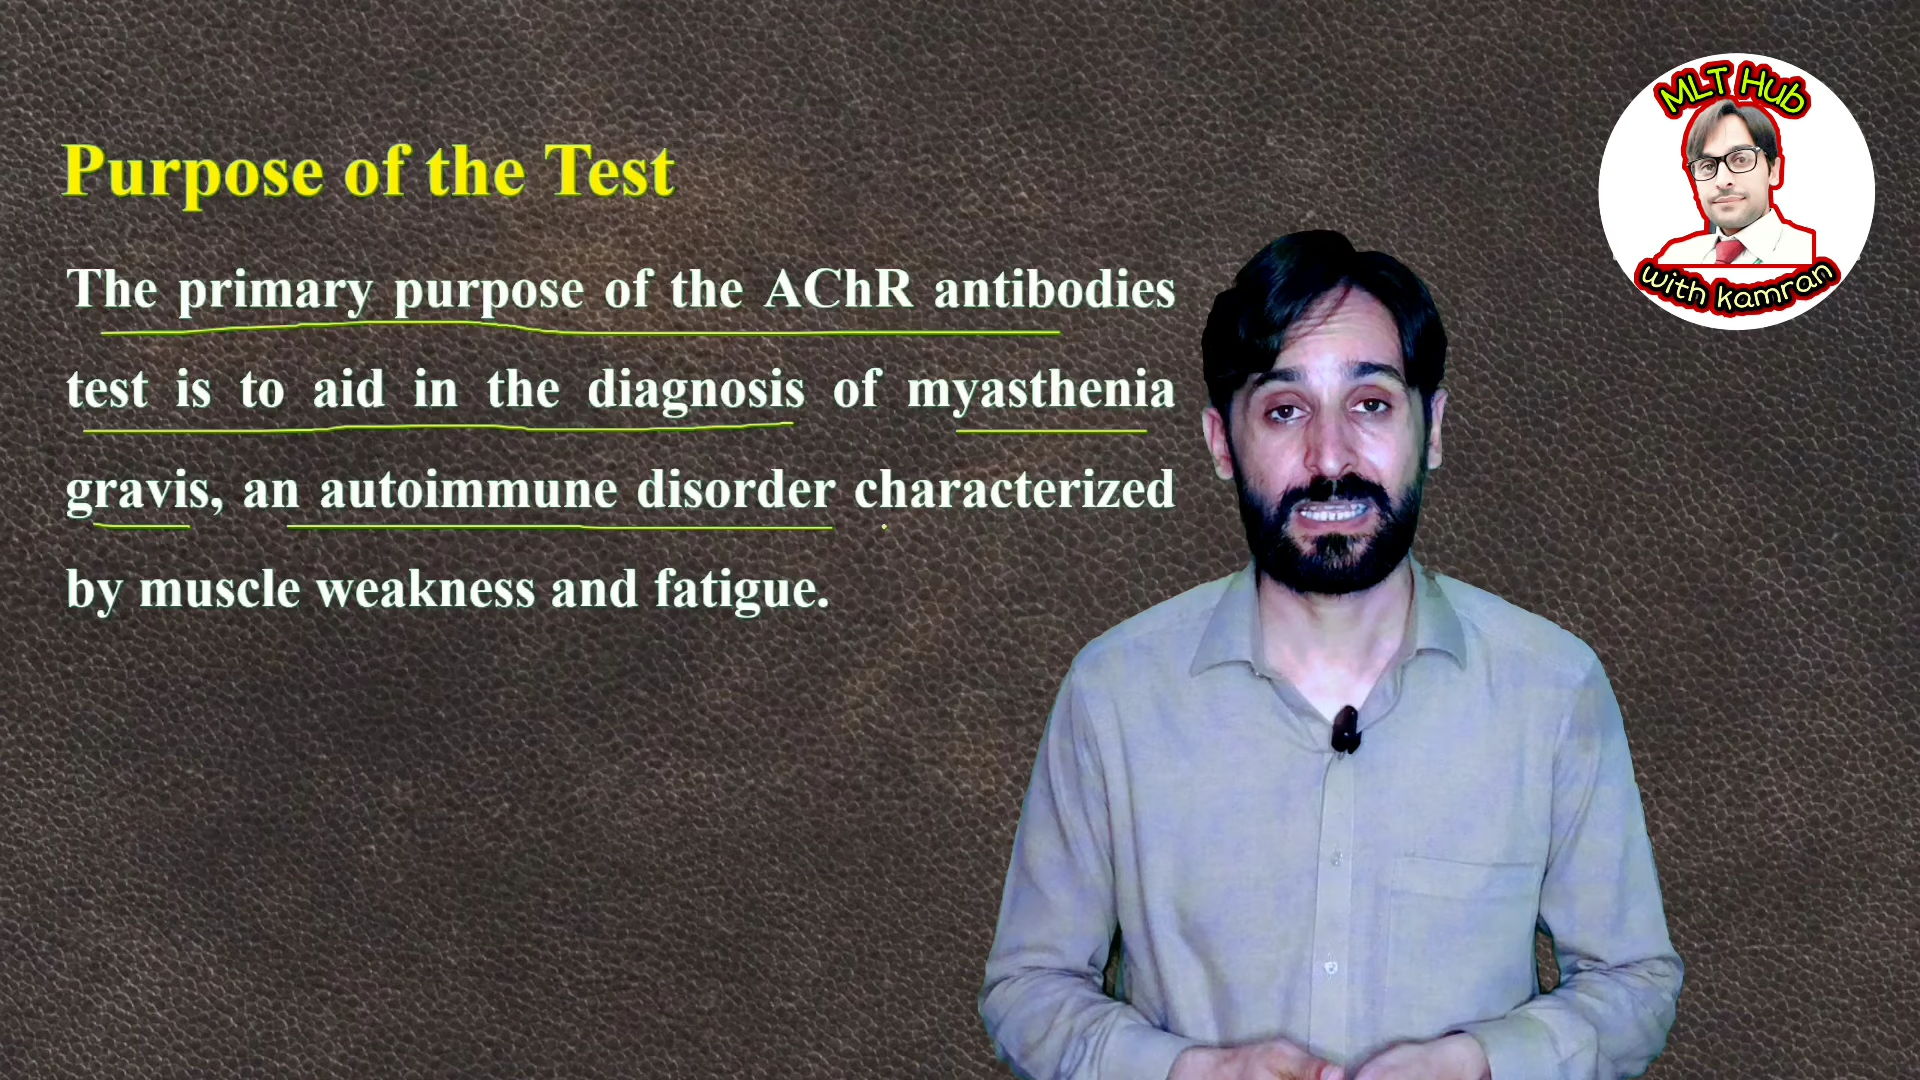 MLT Hub
with kamran
Purpose of the Test
The primary purpose of the AChR antibodies
test is to aid in the diagnosis of myasthenia
gravis, an autoimmune disorder characterized
by muscle weakness and fatigue.